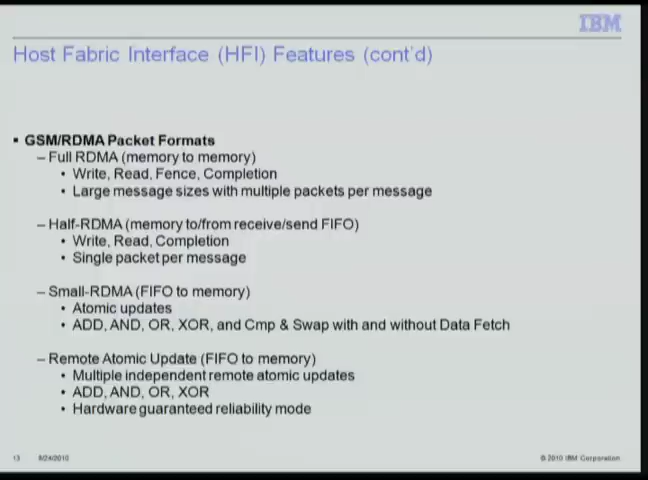 IBM
Host Fabric Interface (HFI) Features (cont'd)
▪ GSM/RDMA Packet Formats
– Full RDMA (memory to memory)
• Write, Read, Fence, Completion
• Large message sizes with multiple packets per message
– Half-RDMA (memory to/from receive/send FIFO)
• Write, Read, Completion
• Single packet per message
– Small-RDMA (FIFO to memory)
• Atomic updates
• ADD, AND, OR, XOR, and Cmp & Swap with and without Data Fetch
– Remote Atomic Update (FIFO to memory)
• Multiple independent remote atomic updates
• ADD, AND, OR, XOR
• Hardware guaranteed reliability mode
13 8/24/2010 © 2010 IBM Corporation